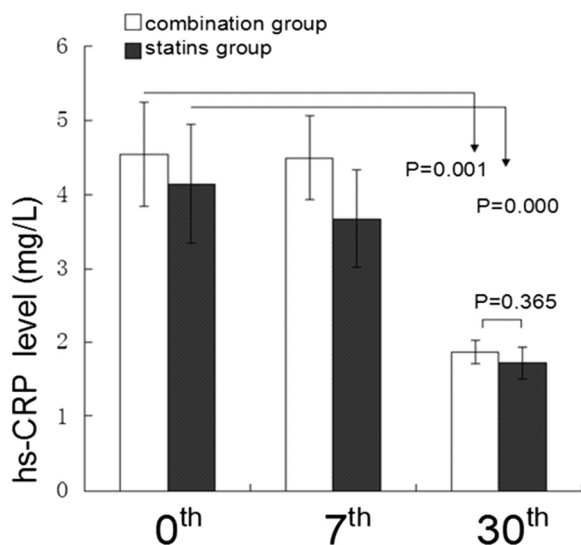 combination group
statins group
6
5
4
3
2
1
0
hs-CRP level (mg/L)
P=0.001
P=0.000
P=0.365
0th
7th
30th